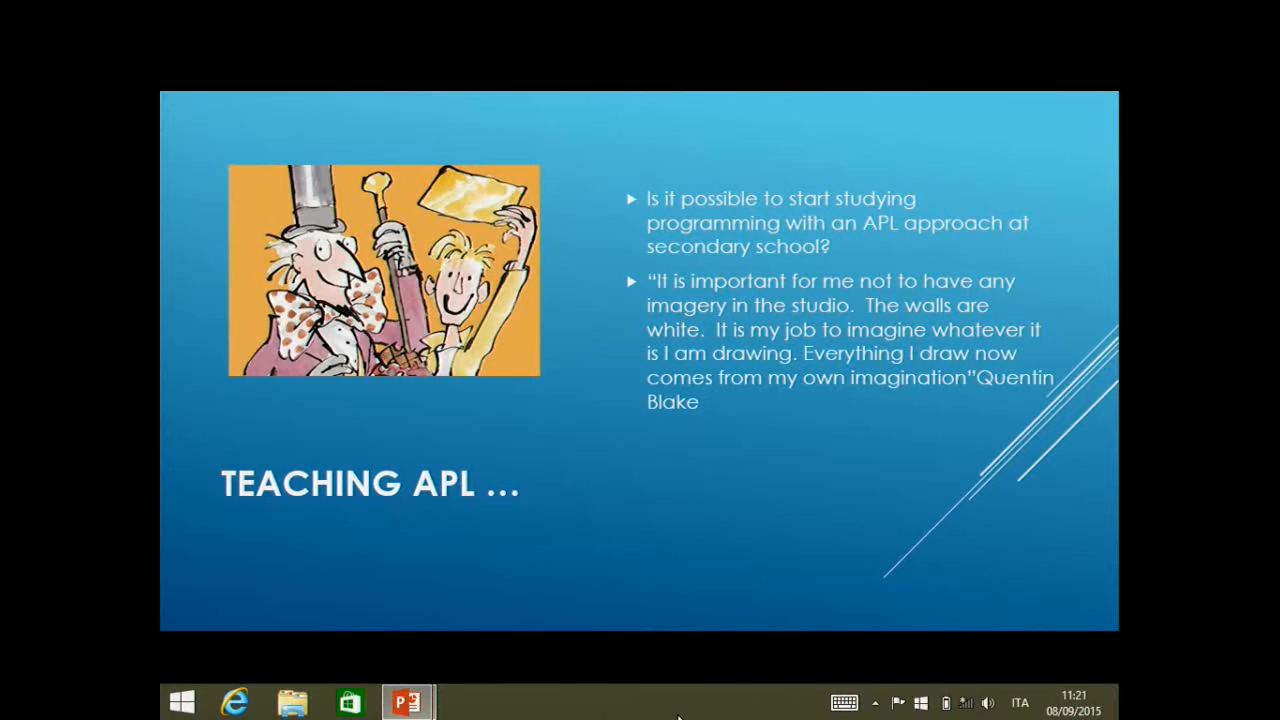 Is it possible to start studying
programming with an APL approach at
secondary school?
“It is important for me not to have any
imagery in the studio.  The walls are
white.  It is my job to imagine whatever it
is I am drawing. Everything I draw now
comes from my own imagination”Quentin
Blake
TEACHING APL ...
ITA
11:21
08/09/2015